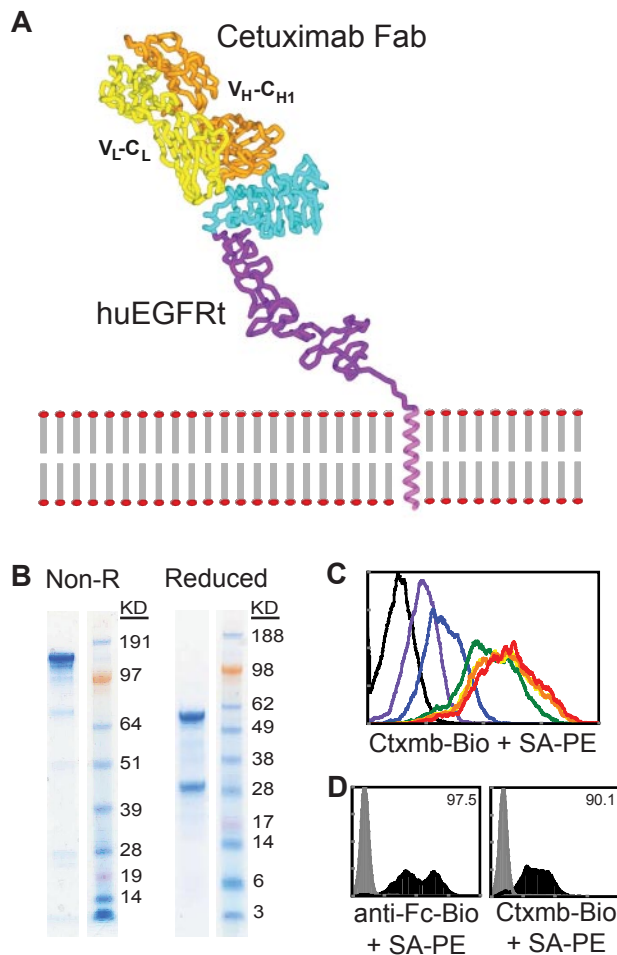 A
Cetuximab Fab
VH-CH1
VL-CL
huEGFRt
B
Non-R
Reduced
KD
191
97
64
51
39
28
19
14
KD
188
98
62
49
38
28
17
14
6
3
C
Ctxmb-Bio + SA-PE
D
97.5
anti-Fc-Bio
+ SA-PE
90.1
Ctxmb-Bio
+ SA-PE